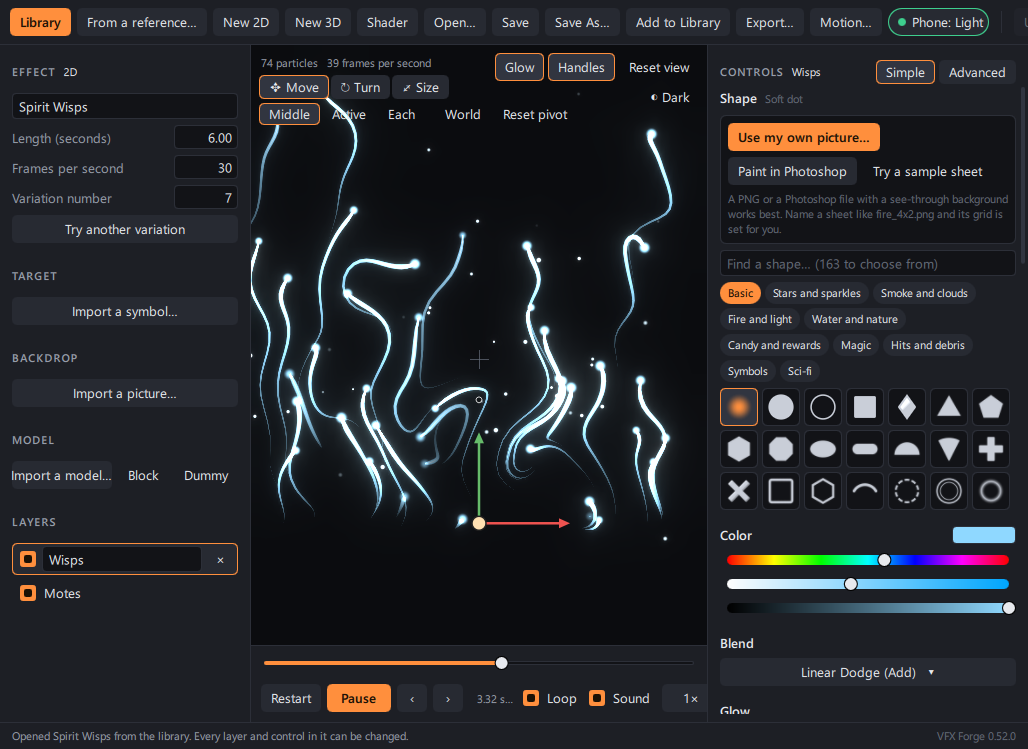 Library From a reference... New 2D New 3D Shader Open... Save Save As... Add to Library Export... Motion... Phone: Light
EFFECT 2D
Spirit Wisps
Length (seconds) 6.00
Frames per second 30
Variation number 7
Try another variation
TARGET
Import a symbol...
BACKDROP
Import a picture...
MODEL
Import a model... Block Dummy
LAYERS
Wisps ×
Motes
74 particles 39 frames per second
Glow Handles Reset view
Move Turn Size
Dark
Middle Active Each World Reset pivot
Restart Pause ‹ › 3.32 s... Loop Sound 1×
CONTROLS Wisps Simple Advanced
Shape Soft dot
Use my own picture...
Paint in Photoshop Try a sample sheet
A PNG or a Photoshop file with a see-through background
works best. Name a sheet like fire_4x2.png and its grid is
set for you.
Find a shape... (163 to choose from)
Basic Stars and sparkles Smoke and clouds
Fire and light Water and nature
Candy and rewards Magic Hits and debris
Symbols Sci-fi
Color
Blend
Linear Dodge (Add)
Glow
Opened Spirit Wisps from the library. Every layer and control in it can be changed.
VFX Forge 0.52.0